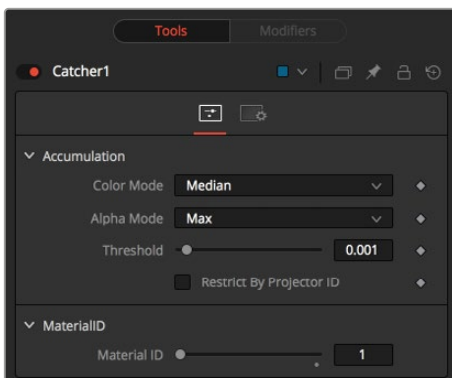 Tools Modifiers
Catcher1
Accumulation
Color Mode Median
Alpha Mode Max
Threshold 0.001
Restrict By Projector ID
MaterialID
Material ID 1